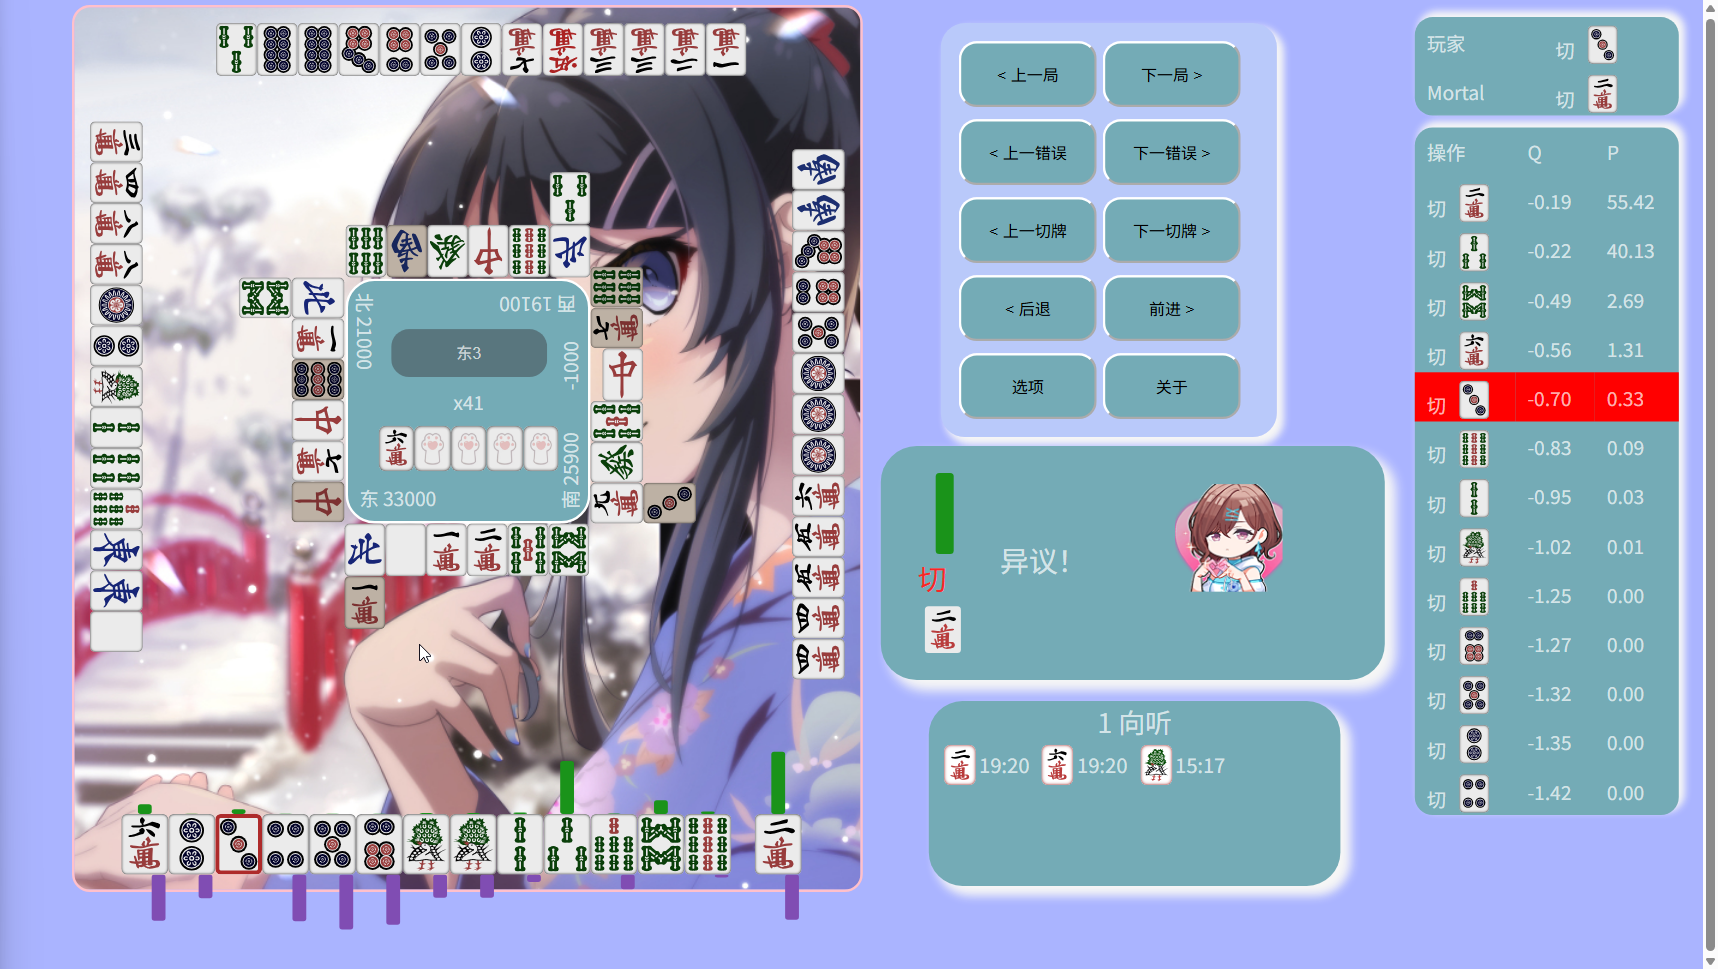 < 上一局
下一局 >
< 上一错误
下一错误 >
< 上一切牌
下一切牌 >
< 后退
前进 >
选项
关于
玩家 切
Mortal 切
操作 Q P
切 -0.19 55.42
切 -0.22 40.13
切 -0.49 2.69
切 -0.56 1.31
切 -0.70 0.33
切 -0.83 0.09
切 -0.95 0.03
切 -1.02 0.01
切 -1.25 0.00
切 -1.27 0.00
切 -1.32 0.00
切 -1.35 0.00
切 -1.42 0.00
北 21000
西 19100
东3
-1000
x41
南 25900
东 33000
切
异议！
1 向听
19:20 19:20 15:17